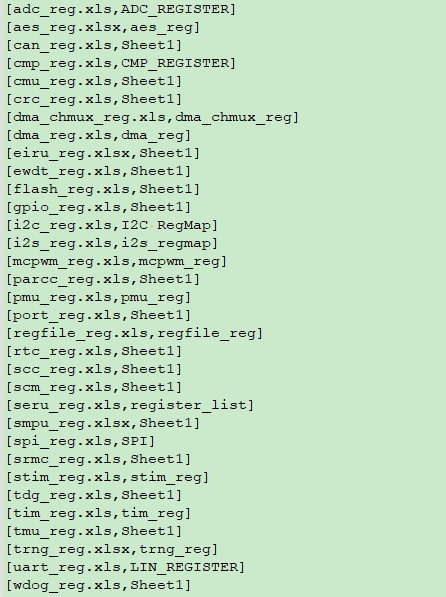 [adc_reg.xls,ADC_REGISTER]
[aes_reg.xlsx,aes_reg]
[can_reg.xls,Sheet1]
[cmp_reg.xls,CMP_REGISTER]
[cmu_reg.xls,Sheet1]
[crc_reg.xls,Sheet1]
[dma_chmux_reg.xls,dma_chmux_reg]
[dma_reg.xls,dma_reg]
[eiru_reg.xlsx,Sheet1]
[ewdt_reg.xls,Sheet1]
[flash_reg.xls,Sheet1]
[gpio_reg.xls,Sheet1]
[i2c_reg.xls,I2C RegMap]
[i2s_reg.xls,i2s_regmap]
[mcpwm_reg.xls,mcpwm_reg]
[parcc_reg.xls,Sheet1]
[pmu_reg.xls,pmu_reg]
[port_reg.xls,Sheet1]
[regfile_reg.xls,regfile_reg]
[rtc_reg.xls,Sheet1]
[scc_reg.xls,Sheet1]
[scm_reg.xls,Sheet1]
[seru_reg.xls,register_list]
[smpu_reg.xlsx,Sheet1]
[spi_reg.xls,SPI]
[srmc_reg.xls,Sheet1]
[stim_reg.xls,stim_reg]
[tdg_reg.xls,Sheet1]
[tim_reg.xls,tim_reg]
[tmu_reg.xls,Sheet1]
[trng_reg.xlsx,trng_reg]
[uart_reg.xls,LIN_REGISTER]
[wdog_reg.xls,Sheet1]